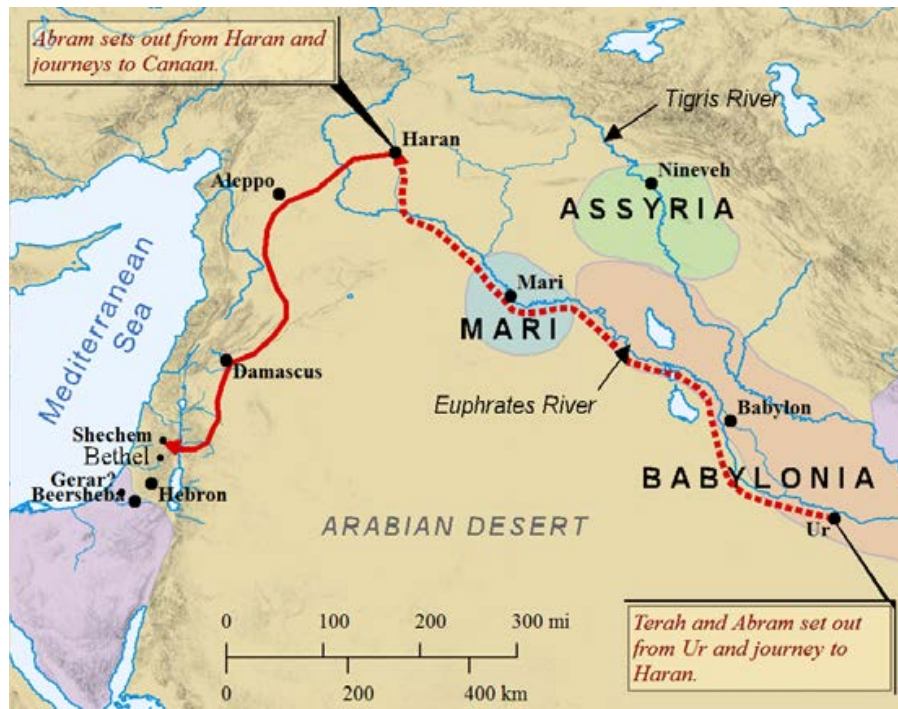 Abram sets out from Haran and
journeys to Canaan.
Tigris River
Haran
Aleppo
Nineveh
ASSYRIA
Mediterranean
Sea
Mari
MARI
Damascus
Euphrates River
Babylon
Shechem
Bethel
Gerar?
Beersheba
Hebron
BABYLONIA
ARABIAN DESERT
Ur
0 100 200 300 mi
0 200 400 km
Terah and Abram set out
from Ur and journey to
Haran.